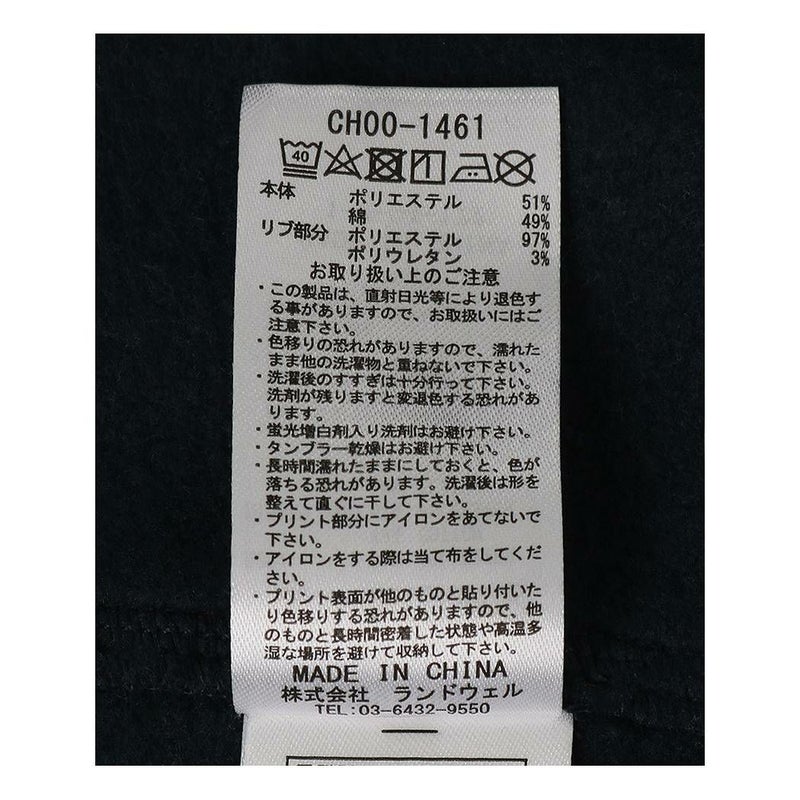 CH00-1461
40
本体 ポリエステル 51%
綿 49%
リブ部分 ポリエステル 97%
ポリウレタン 3%
お取り扱い上のご注意
・この製品は、直射日光等により退色す
る事がありますので、お取扱いにはご
注意下さい。
・色移りの恐れがありますので、濡れた
まま他の洗濯物と重ねないで下さい。
・洗濯後のすすぎは十分行って下さい。
洗剤が残りますと変退色する恐れがあ
ります。
・蛍光増白剤入り洗剤はお避け下さい。
・タンブラー乾燥はお避け下さい。
・長時間濡れたままにしておくと、色が
落ちる恐れがあります。洗濯後は形を
整えて直ぐに干して下さい。
・プリント部分にアイロンをあてないで
下さい。
・アイロンをする際は当て布をしてくだ
さい。
・プリント表面が他のものと貼り付いた
り色移りする恐れがありますので、他
のものと長時間密着した状態や高温多
湿な場所を避けて収納して下さい。
MADE IN CHINA
株式会社 ランドウェル
TEL:03-6432-9550